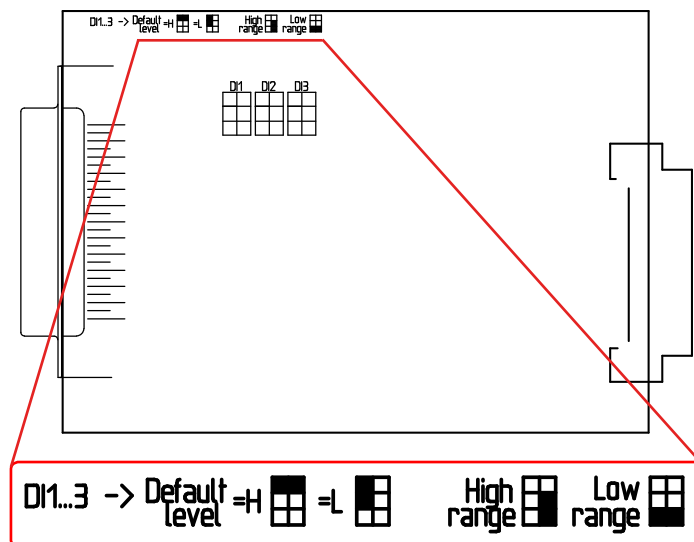 DI1...3 -> Default level =H =L High range Low range
DI1 DI2 DI3
DI1...3 -> Default level =H =L High range Low range